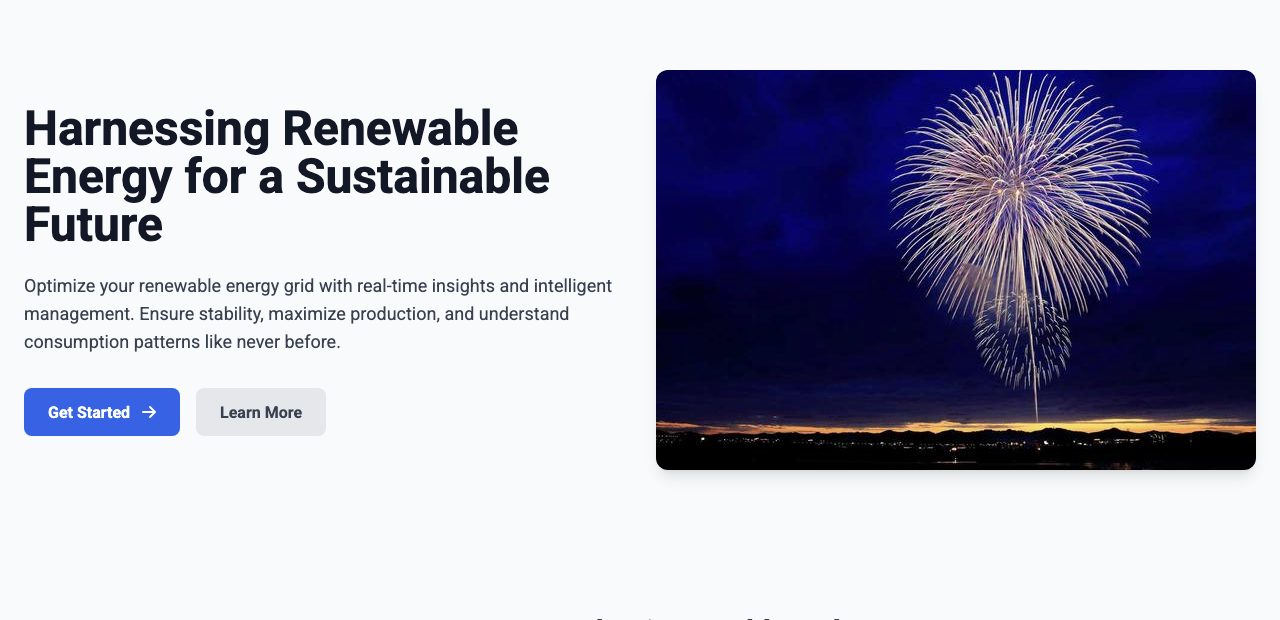 Harnessing Renewable
Energy for a Sustainable
Future
Optimize your renewable energy grid with real-time insights and intelligent
management. Ensure stability, maximize production, and understand
consumption patterns like never before.
Get Started
Learn More